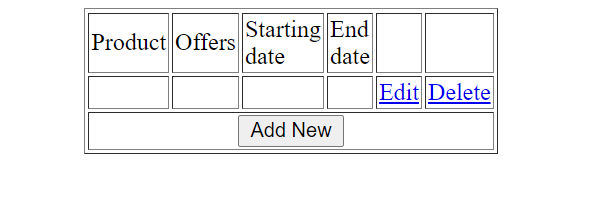 Product Offers Starting date End date
Edit Delete
Add New